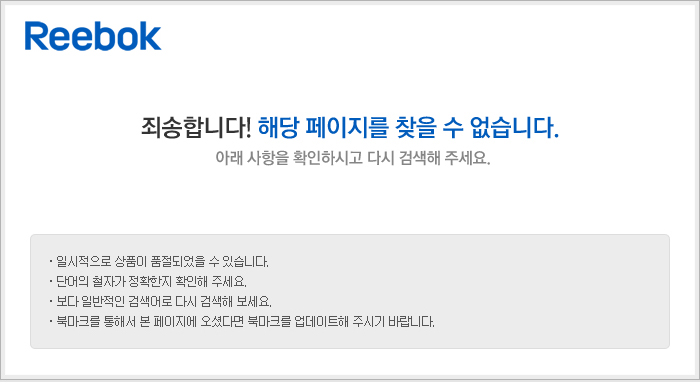 Reebok
죄송합니다! 해당 페이지를 찾을 수 없습니다.
아래 사항을 확인하시고 다시 검색해 주세요.
· 일시적으로 상품이 품절되었을 수 있습니다.
· 단어의 철자가 정확한지 확인해 주세요.
· 보다 일반적인 검색어로 다시 검색해 보세요.
· 북마크를 통해서 본 페이지에 오셨다면 북마크를 업데이트해 주시기 바랍니다.